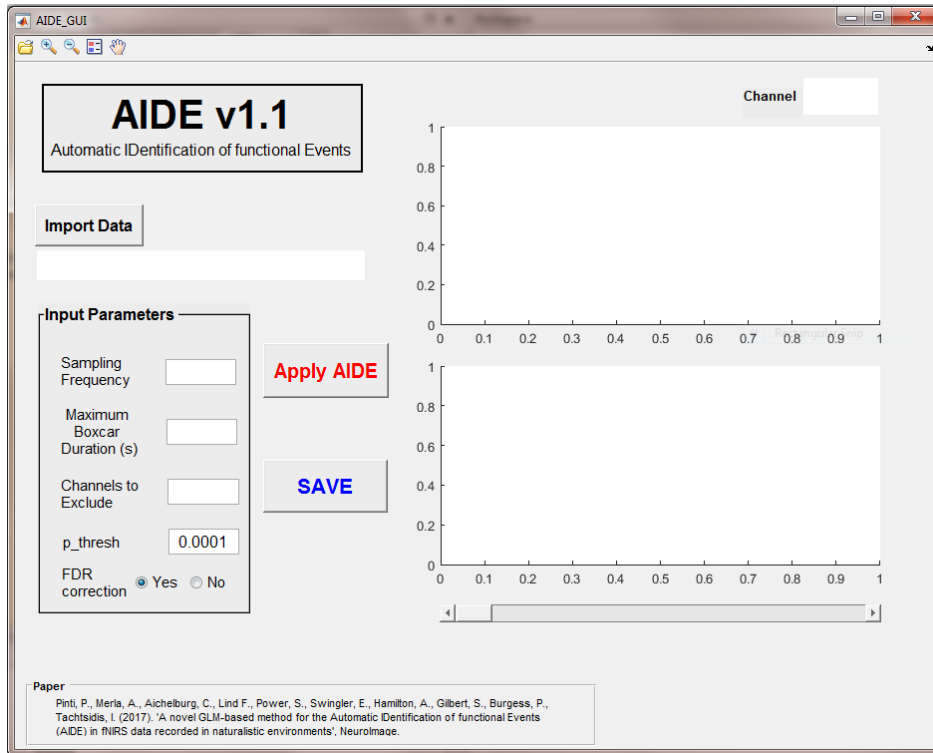 AIDE_GUI
AIDE v1.1
Automatic IDentification of functional Events
Import Data
Input Parameters
Sampling
Frequency
Maximum
Boxcar
Duration (s)
Channels to
Exclude
p_thresh
0.0001
FDR
correction
Yes
No
Apply AIDE
SAVE
Channel
1
0.8
0.6
0.4
0.2
0
0 0.1 0.2 0.3 0.4 0.5 0.6 0.7 0.8 0.9 1
Rectangular Snip
1
0.8
0.6
0.4
0.2
0
0 0.1 0.2 0.3 0.4 0.5 0.6 0.7 0.8 0.9 1
Paper
Pinti, P., Merla, A., Aichelburg, C., Lind F., Power, S., Swingler, E., Hamilton, A., Gilbert, S., Burgess, P.,
Tachtsidis, I. (2017). 'A novel GLM-based method for the Automatic IDentification of functional Events
(AIDE) in fNIRS data recorded in naturalistic environments', NeuroImage.